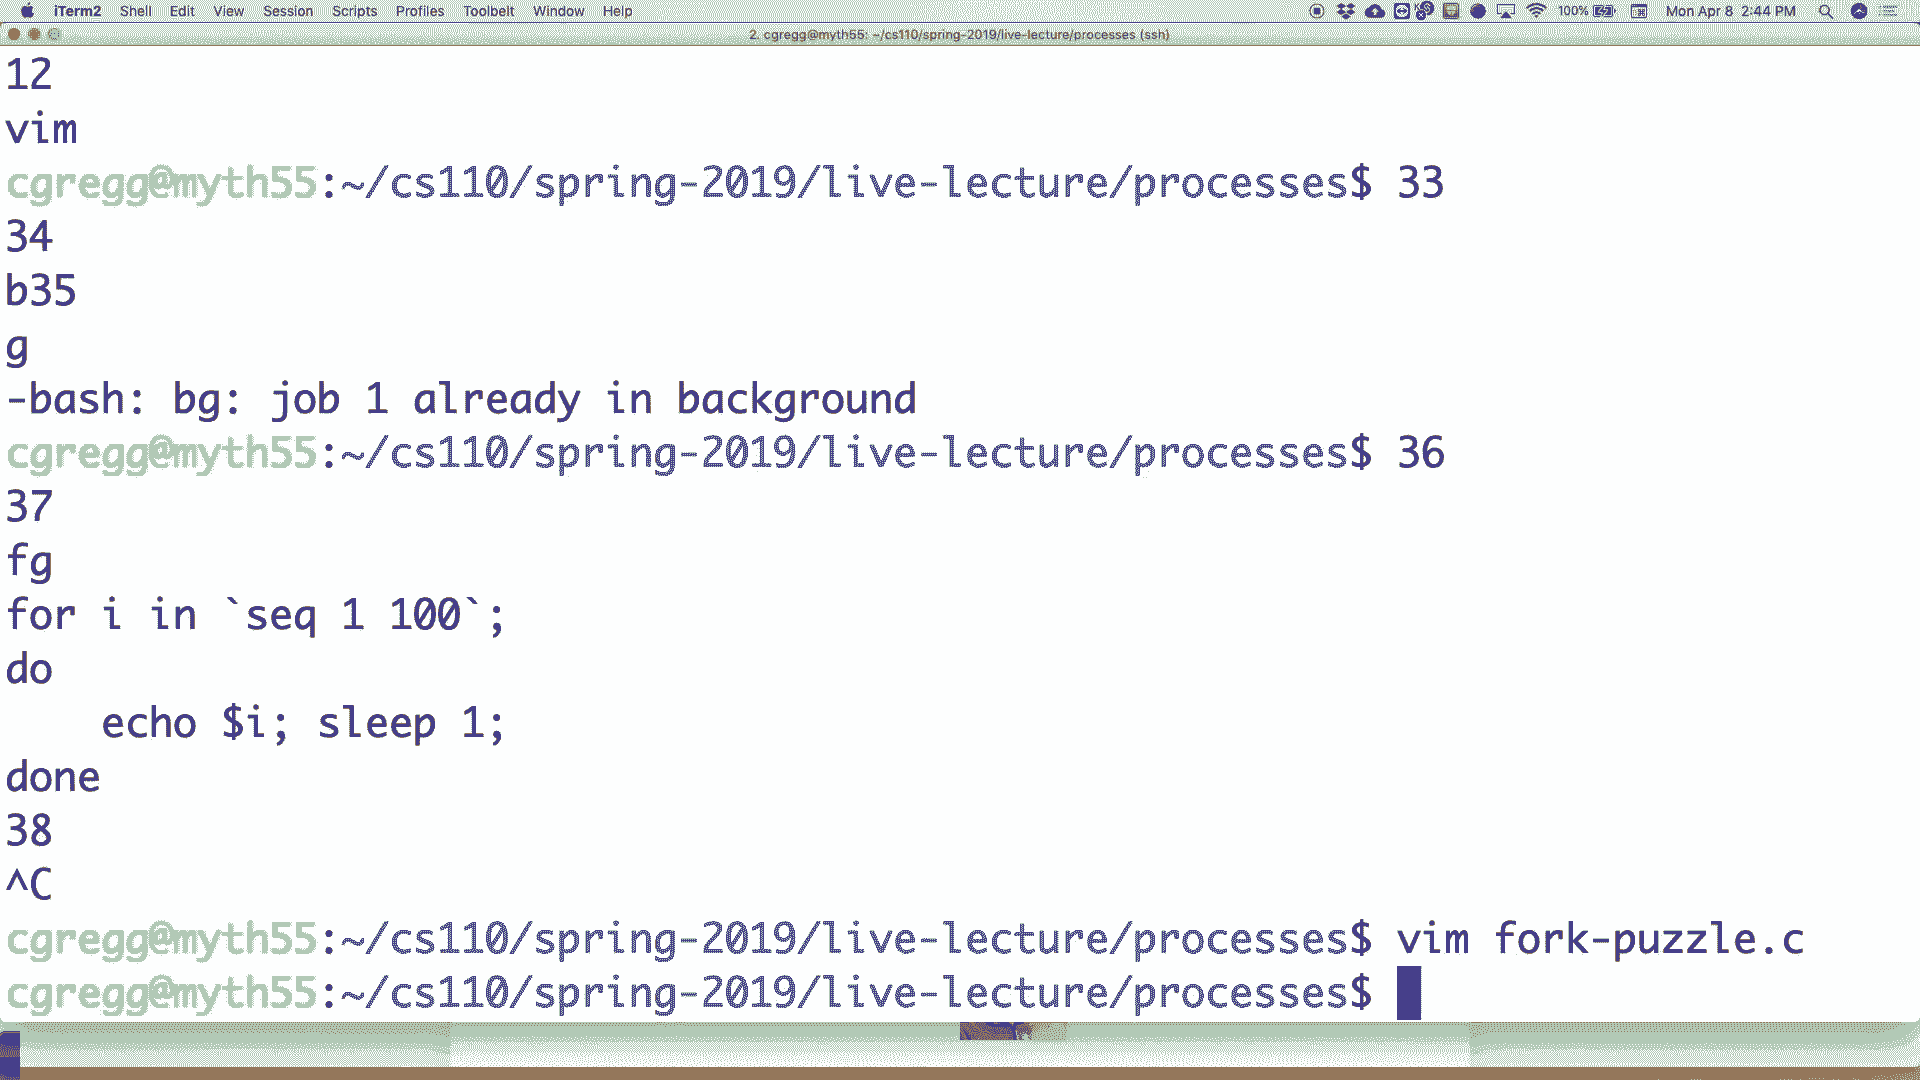 iTerm2 Shell Edit View Session Scripts Profiles Toolbelt Window Help 100% Mon Apr 8 2:44 PM
2. cgregg@myth55: ~/cs110/spring-2019/live-lecture/processes (ssh)
12
vim
cgregg@myth55:~/cs110/spring-2019/live-lecture/processes$ 33
34
b35
g
-bash: bg: job 1 already in background
cgregg@myth55:~/cs110/spring-2019/live-lecture/processes$ 36
37
fg
for i in `seq 1 100`;
do
    echo $i; sleep 1;
done
38
^C
cgregg@myth55:~/cs110/spring-2019/live-lecture/processes$ vim fork-puzzle.c
cgregg@myth55:~/cs110/spring-2019/live-lecture/processes$